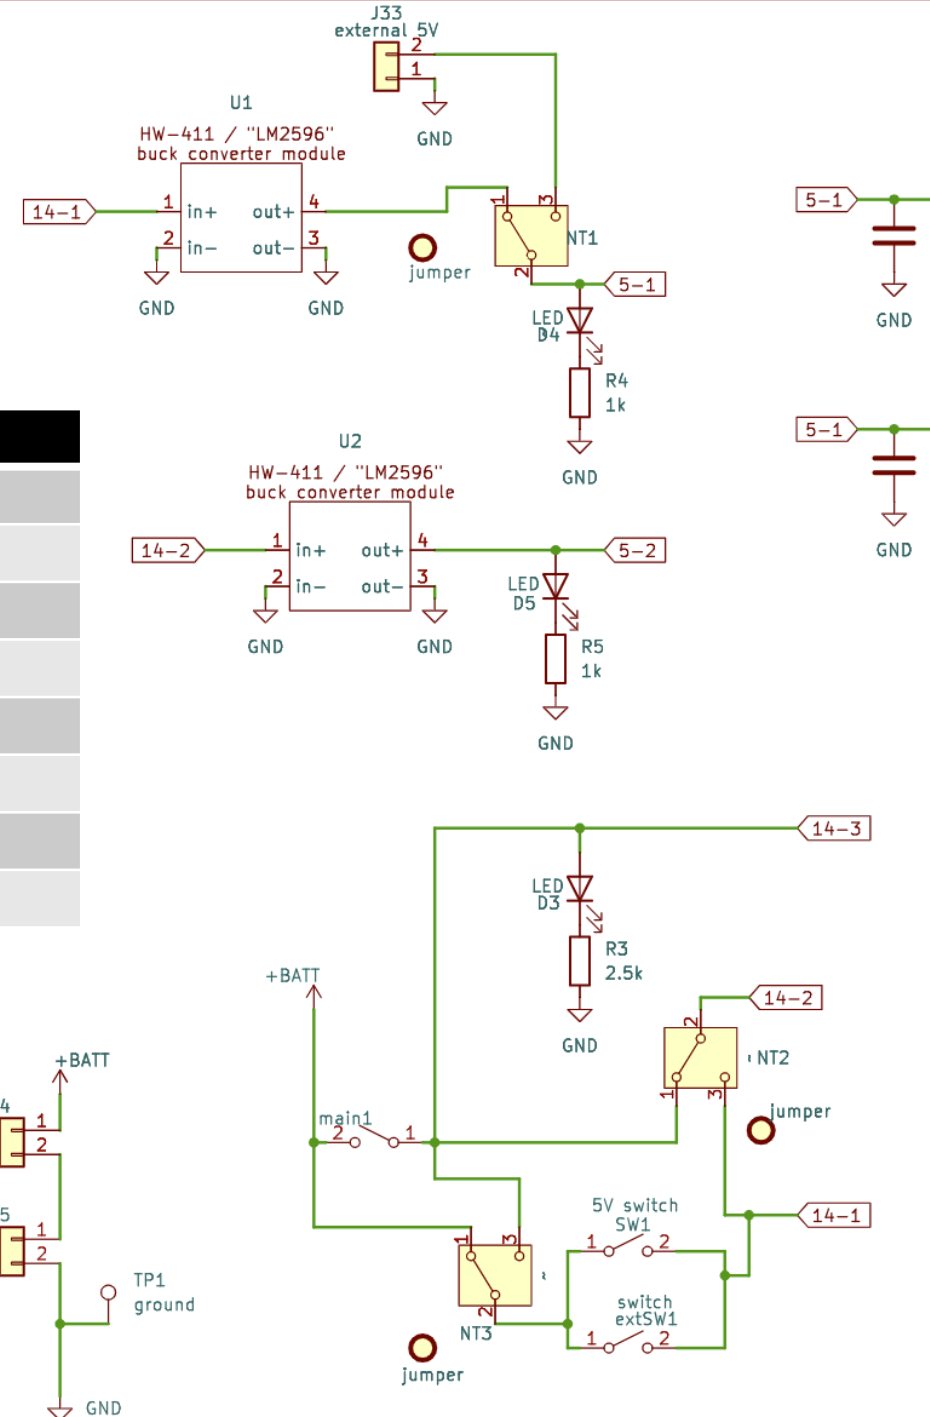 J33
external 5V
2
1
GND
U1
HW-411 / "LM2596"
buck converter module
14-1
1
in+
out+
4
2
in-
out-
3
GND
GND
1
3
NT1
2
jumper
5-1
LED
D4
R4
1k
GND
5-1
GND
5-1
GND
U2
HW-411 / "LM2596"
buck converter module
14-2
1
in+
out+
4
5-2
2
in-
out-
3
GND
GND
LED
D5
R5
1k
GND
14-3
LED
D3
R3
2.5k
GND
+BATT
14-2
2
NT2
1
3
jumper
main1
2
1
14-1
5V switch
SW1
1
2
1
3
2
NT3
switch
extSW1
1
2
jumper
+BATT
4
1
2
5
1
2
TP1
ground
GND